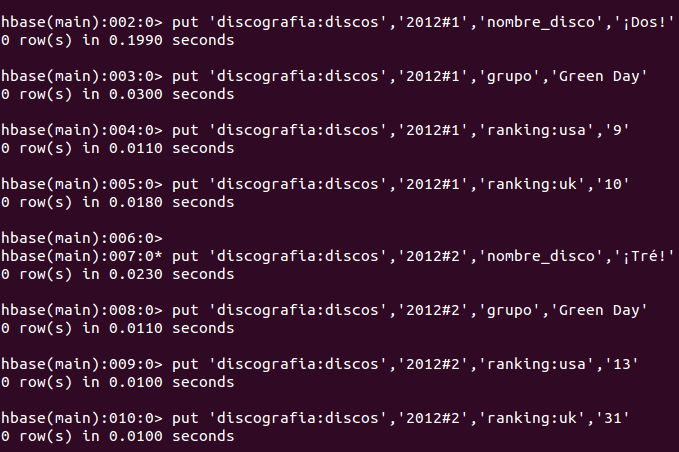 hbase(main):002:0> put 'discografia:discos','2012#1','nombre_disco','¡Dos!'
0 row(s) in 0.1990 seconds
hbase(main):003:0> put 'discografia:discos','2012#1','grupo','Green Day'
0 row(s) in 0.0300 seconds
hbase(main):004:0> put 'discografia:discos','2012#1','ranking:usa','9'
0 row(s) in 0.0110 seconds
hbase(main):005:0> put 'discografia:discos','2012#1','ranking:uk','10'
0 row(s) in 0.0180 seconds
hbase(main):006:0>
hbase(main):007:0* put 'discografia:discos','2012#2','nombre_disco','¡Tré!'
0 row(s) in 0.0230 seconds
hbase(main):008:0> put 'discografia:discos','2012#2','grupo','Green Day'
0 row(s) in 0.0110 seconds
hbase(main):009:0> put 'discografia:discos','2012#2','ranking:usa','13'
0 row(s) in 0.0100 seconds
hbase(main):010:0> put 'discografia:discos','2012#2','ranking:uk','31'
0 row(s) in 0.0100 seconds